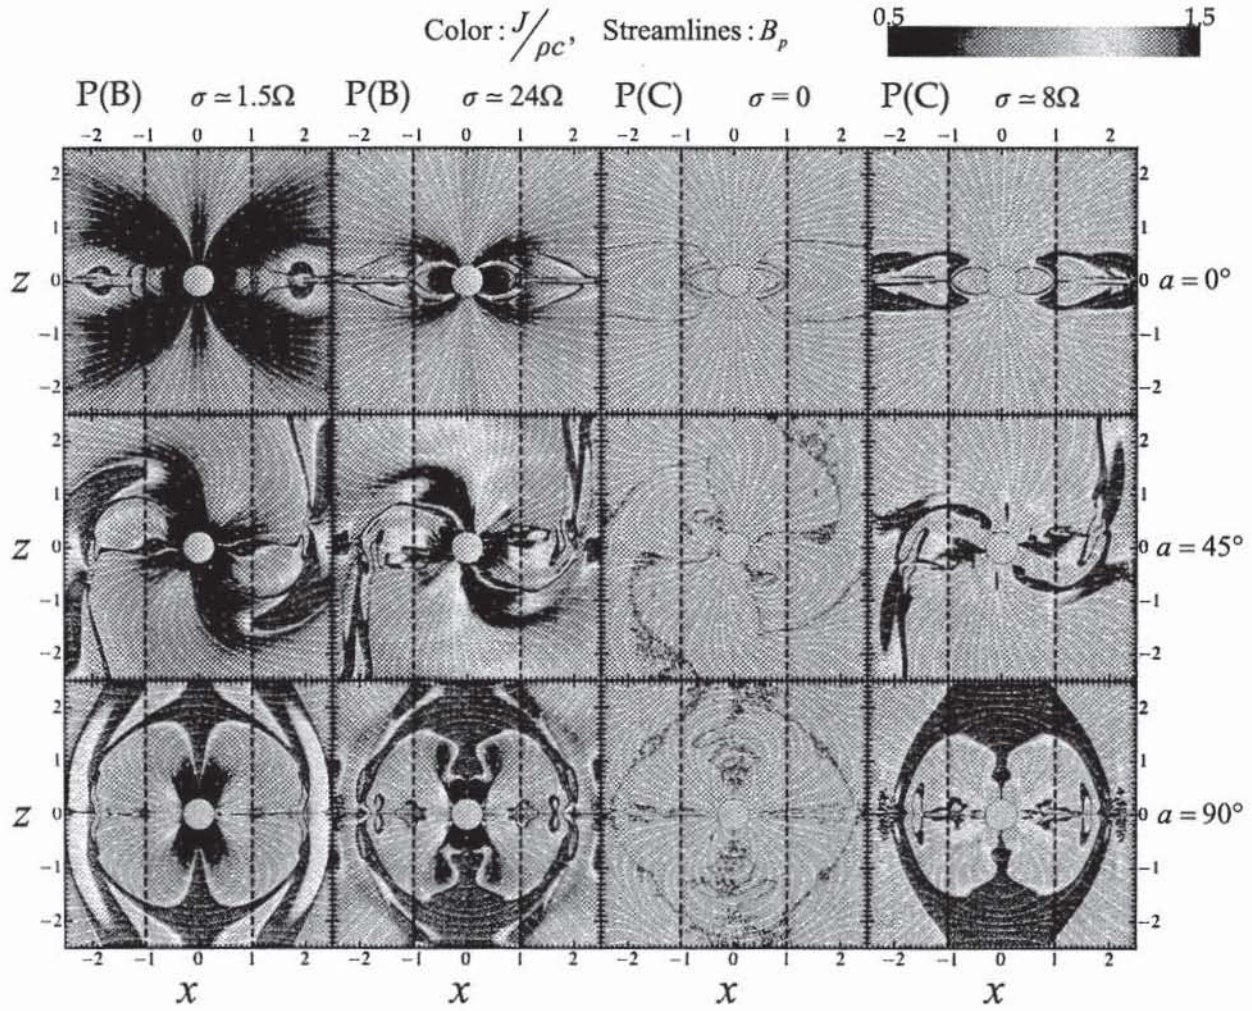 Color : J/ρc, Streamlines : B_p
0.5 1.5
P(B) σ ≃ 1.5Ω P(B) σ ≃ 24Ω P(C) σ = 0 P(C) σ ≃ 8Ω
−2 −1 0 1 2 −2 −1 0 1 2 −2 −1 0 1 2 −2 −1 0 1 2
2 2
1 1
z 0 0 a = 0°
−1 −1
−2 −2
2 2
1 1
z 0 0 a = 45°
−1 −1
−2 −2
2 2
1 1
z 0 0 a = 90°
−1 −1
−2 −2
−2 −1 0 1 2 −2 −1 0 1 2 −2 −1 0 1 2 −2 −1 0 1 2
x x x x